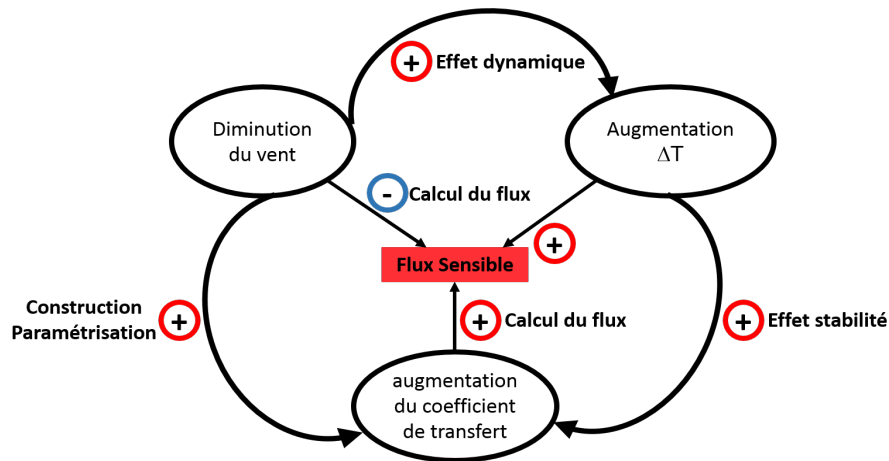 + Effet dynamique
Diminution
du vent
Augmentation
ΔT
- Calcul du flux
+
Flux Sensible
Construction
Paramétrisation +
+ Calcul du flux
+ Effet stabilité
augmentation
du coefficient
de transfert